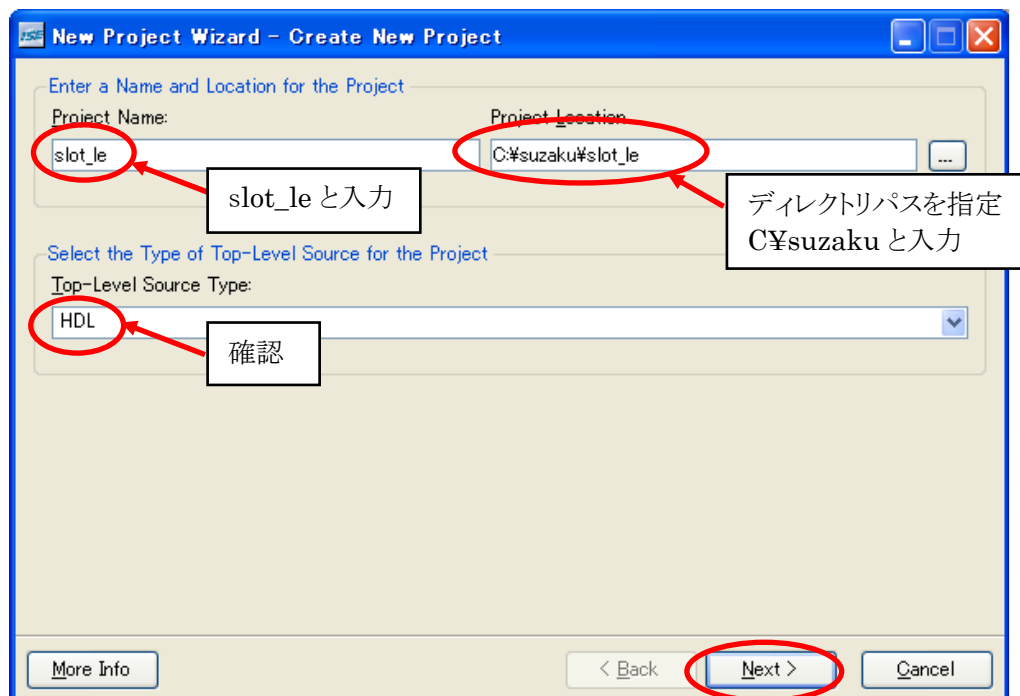 ISE New Project Wizard - Create New Project
Enter a Name and Location for the Project
Project Name:
Project Location
slot_le
C:¥suzaku¥slot_le
...
slot_le と入力
ディレクトリパスを指定
C¥suzaku と入力
Select the Type of Top-Level Source for the Project
Top-Level Source Type:
HDL
確認
More Info
< Back
Next >
Cancel